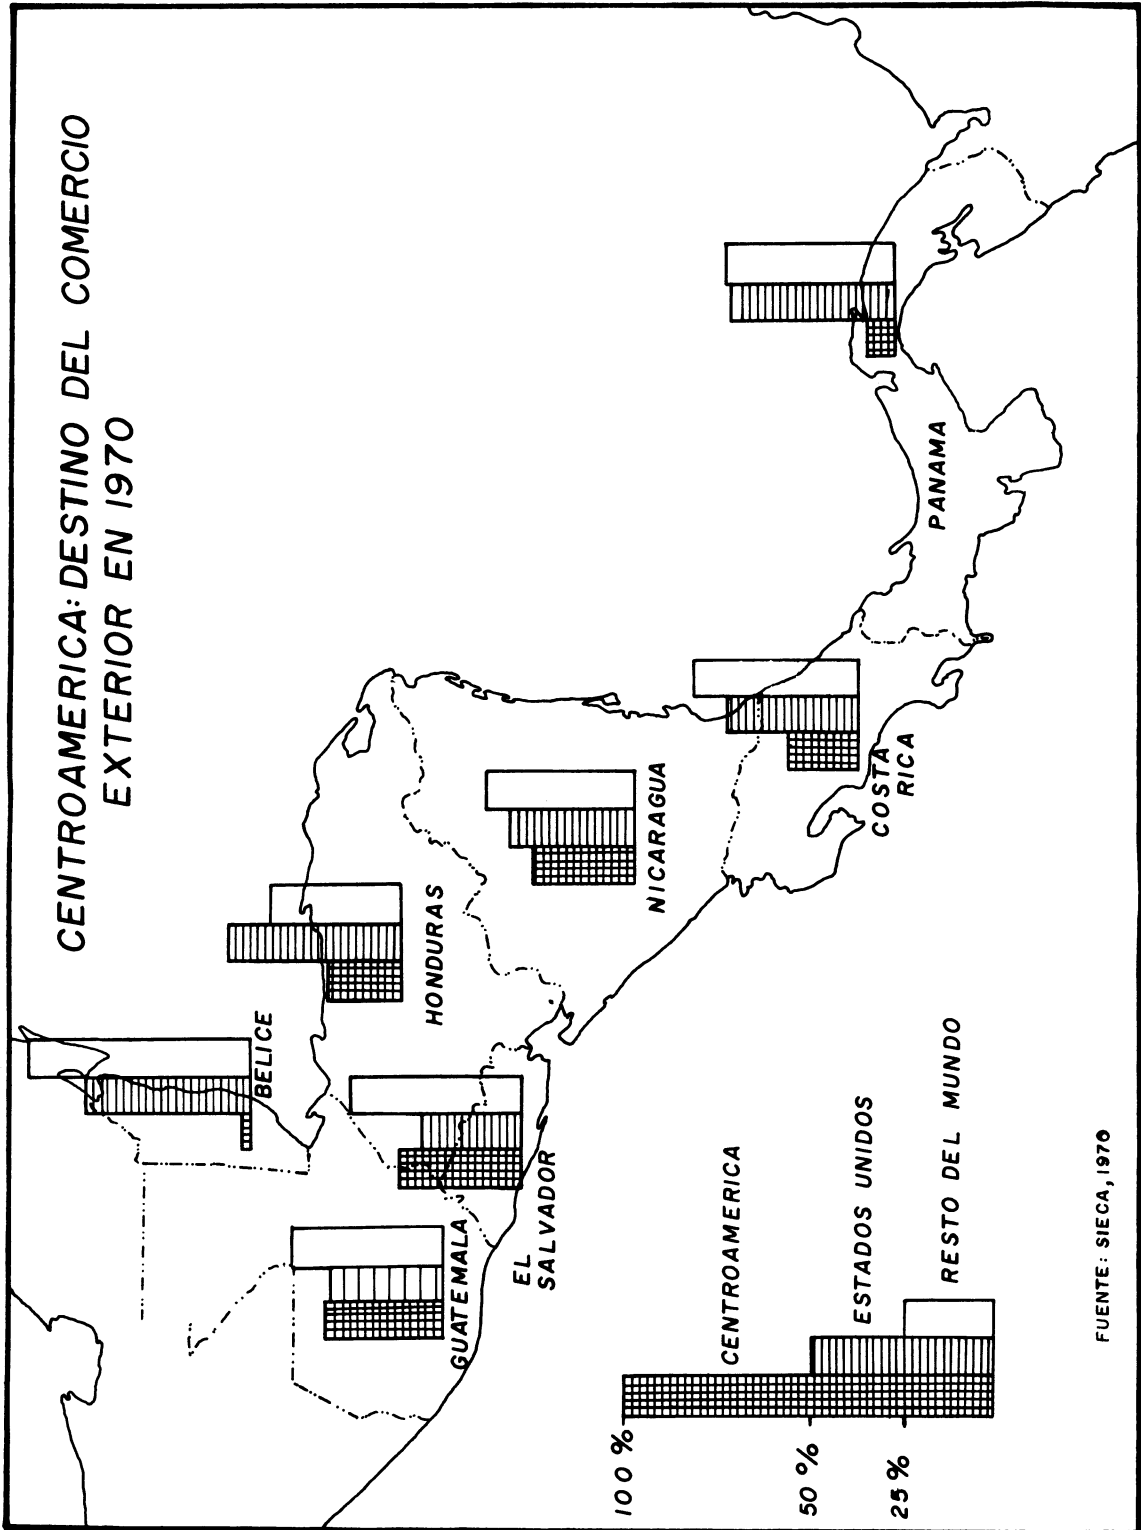 CENTROAMERICA: DESTINO DEL COMERCIO
EXTERIOR EN 1970
BELICE
HONDURAS
GUATEMALA
EL
SALVADOR
NICARAGUA
COSTA
RICA
PANAMA
100 %
50 %
25 %
CENTROAMERICA
ESTADOS UNIDOS
RESTO DEL MUNDO
FUENTE: SIECA,